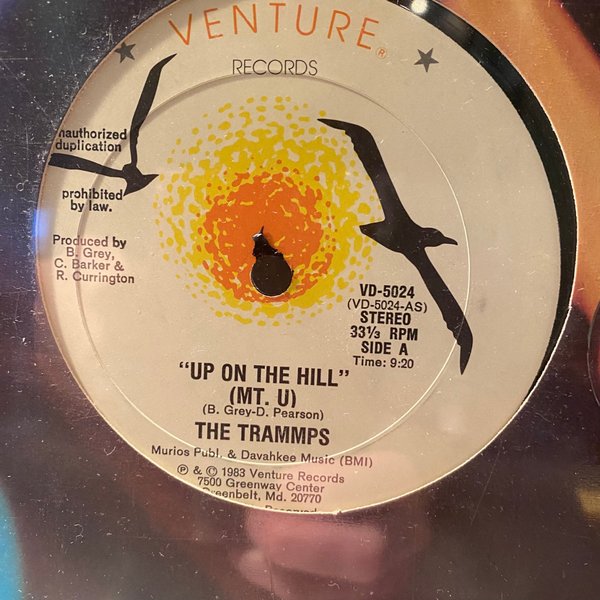 VENTURE®
RECORDS
nauthorized
duplication
prohibited
by law.
Produced by
B. Grey,
C. Barker &
R. Currington
VD-5024
(VD-5024-AS)
STEREO
33⅓ RPM
SIDE A
Time: 9:20
"UP ON THE HILL"
(MT. U)
(B. Grey-D. Pearson)
THE TRAMMPS
Murios Publ. & Davahkee Music (BMI)
℗ & © 1983 Venture Records
7500 Greenway Center
Greenbelt, Md. 20770
Reserved